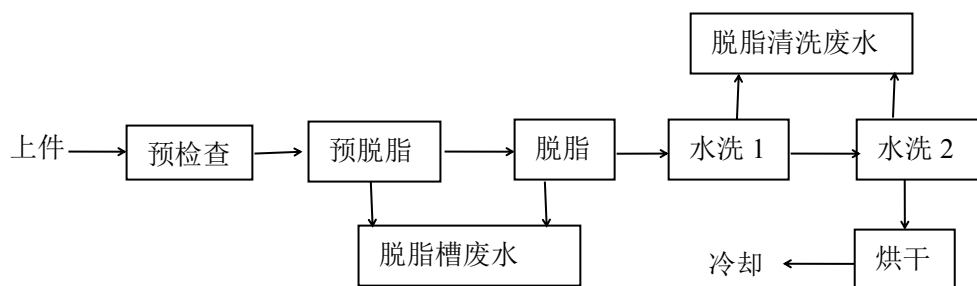 脱脂清洗废水
上件
预检查
预脱脂
脱脂
水洗 1
水洗 2
脱脂槽废水
冷却
烘干